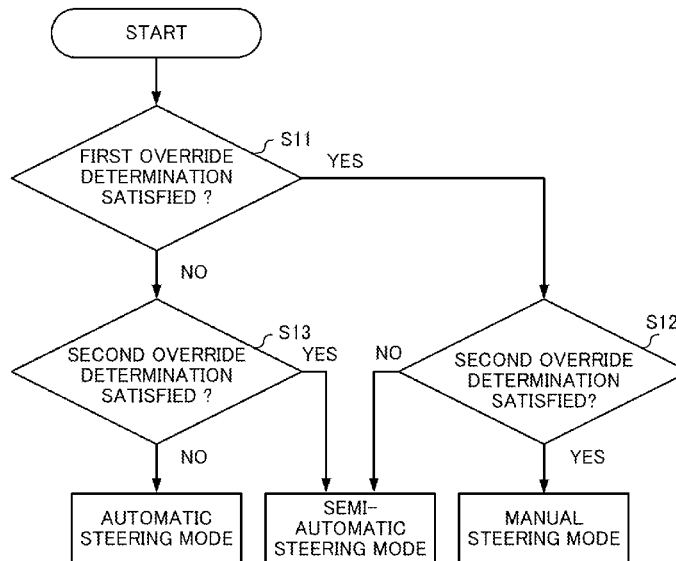 START
S11
FIRST OVERRIDE
DETERMINATION
SATISFIED ?
YES
NO
S13
SECOND OVERRIDE
DETERMINATION
SATISFIED ?
YES
NO
S12
SECOND OVERRIDE
DETERMINATION
SATISFIED?
NO
YES
AUTOMATIC
STEERING MODE
SEMI-
AUTOMATIC
STEERING MODE
MANUAL
STEERING MODE